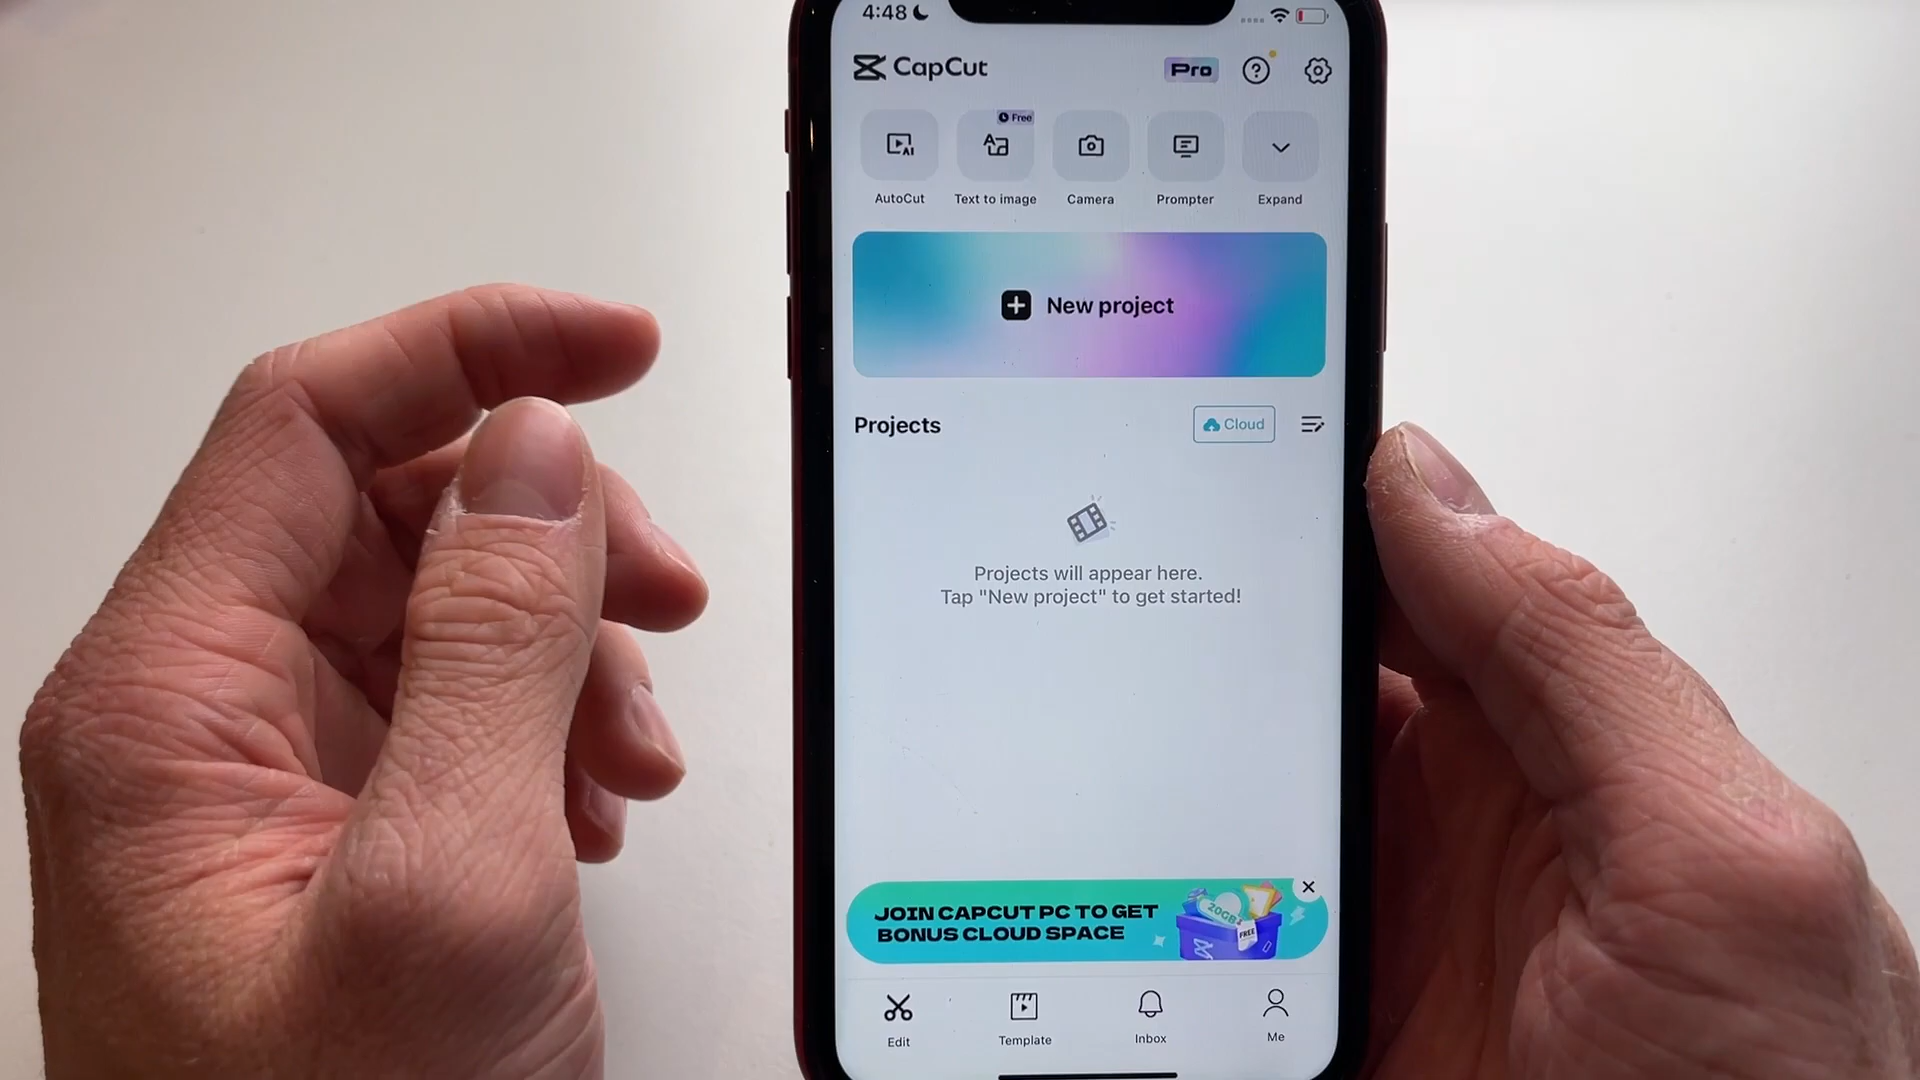 4:48
CapCut
Pro
Free
AI
AutoCut
Text to image
Camera
Prompter
Expand
New project
Projects
Cloud
Projects will appear here.
Tap "New project" to get started!
JOIN CAPCUT PC TO GET
BONUS CLOUD SPACE
20GB
FREE
Edit
Template
Inbox
Me